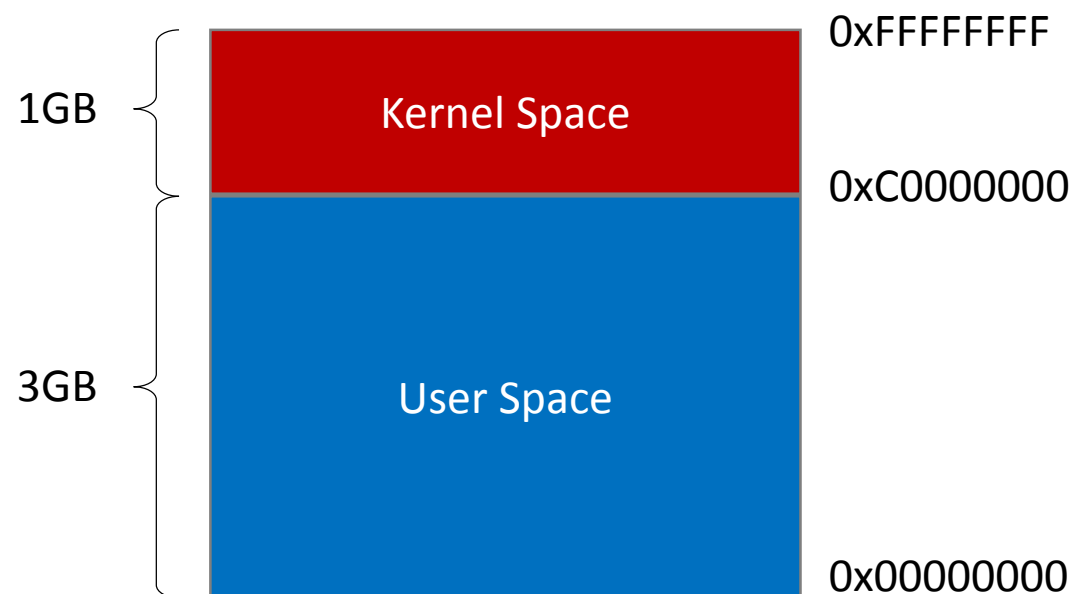 0xFFFFFFFF
1GB
Kernel Space
0xC0000000
3GB
User Space
0x00000000